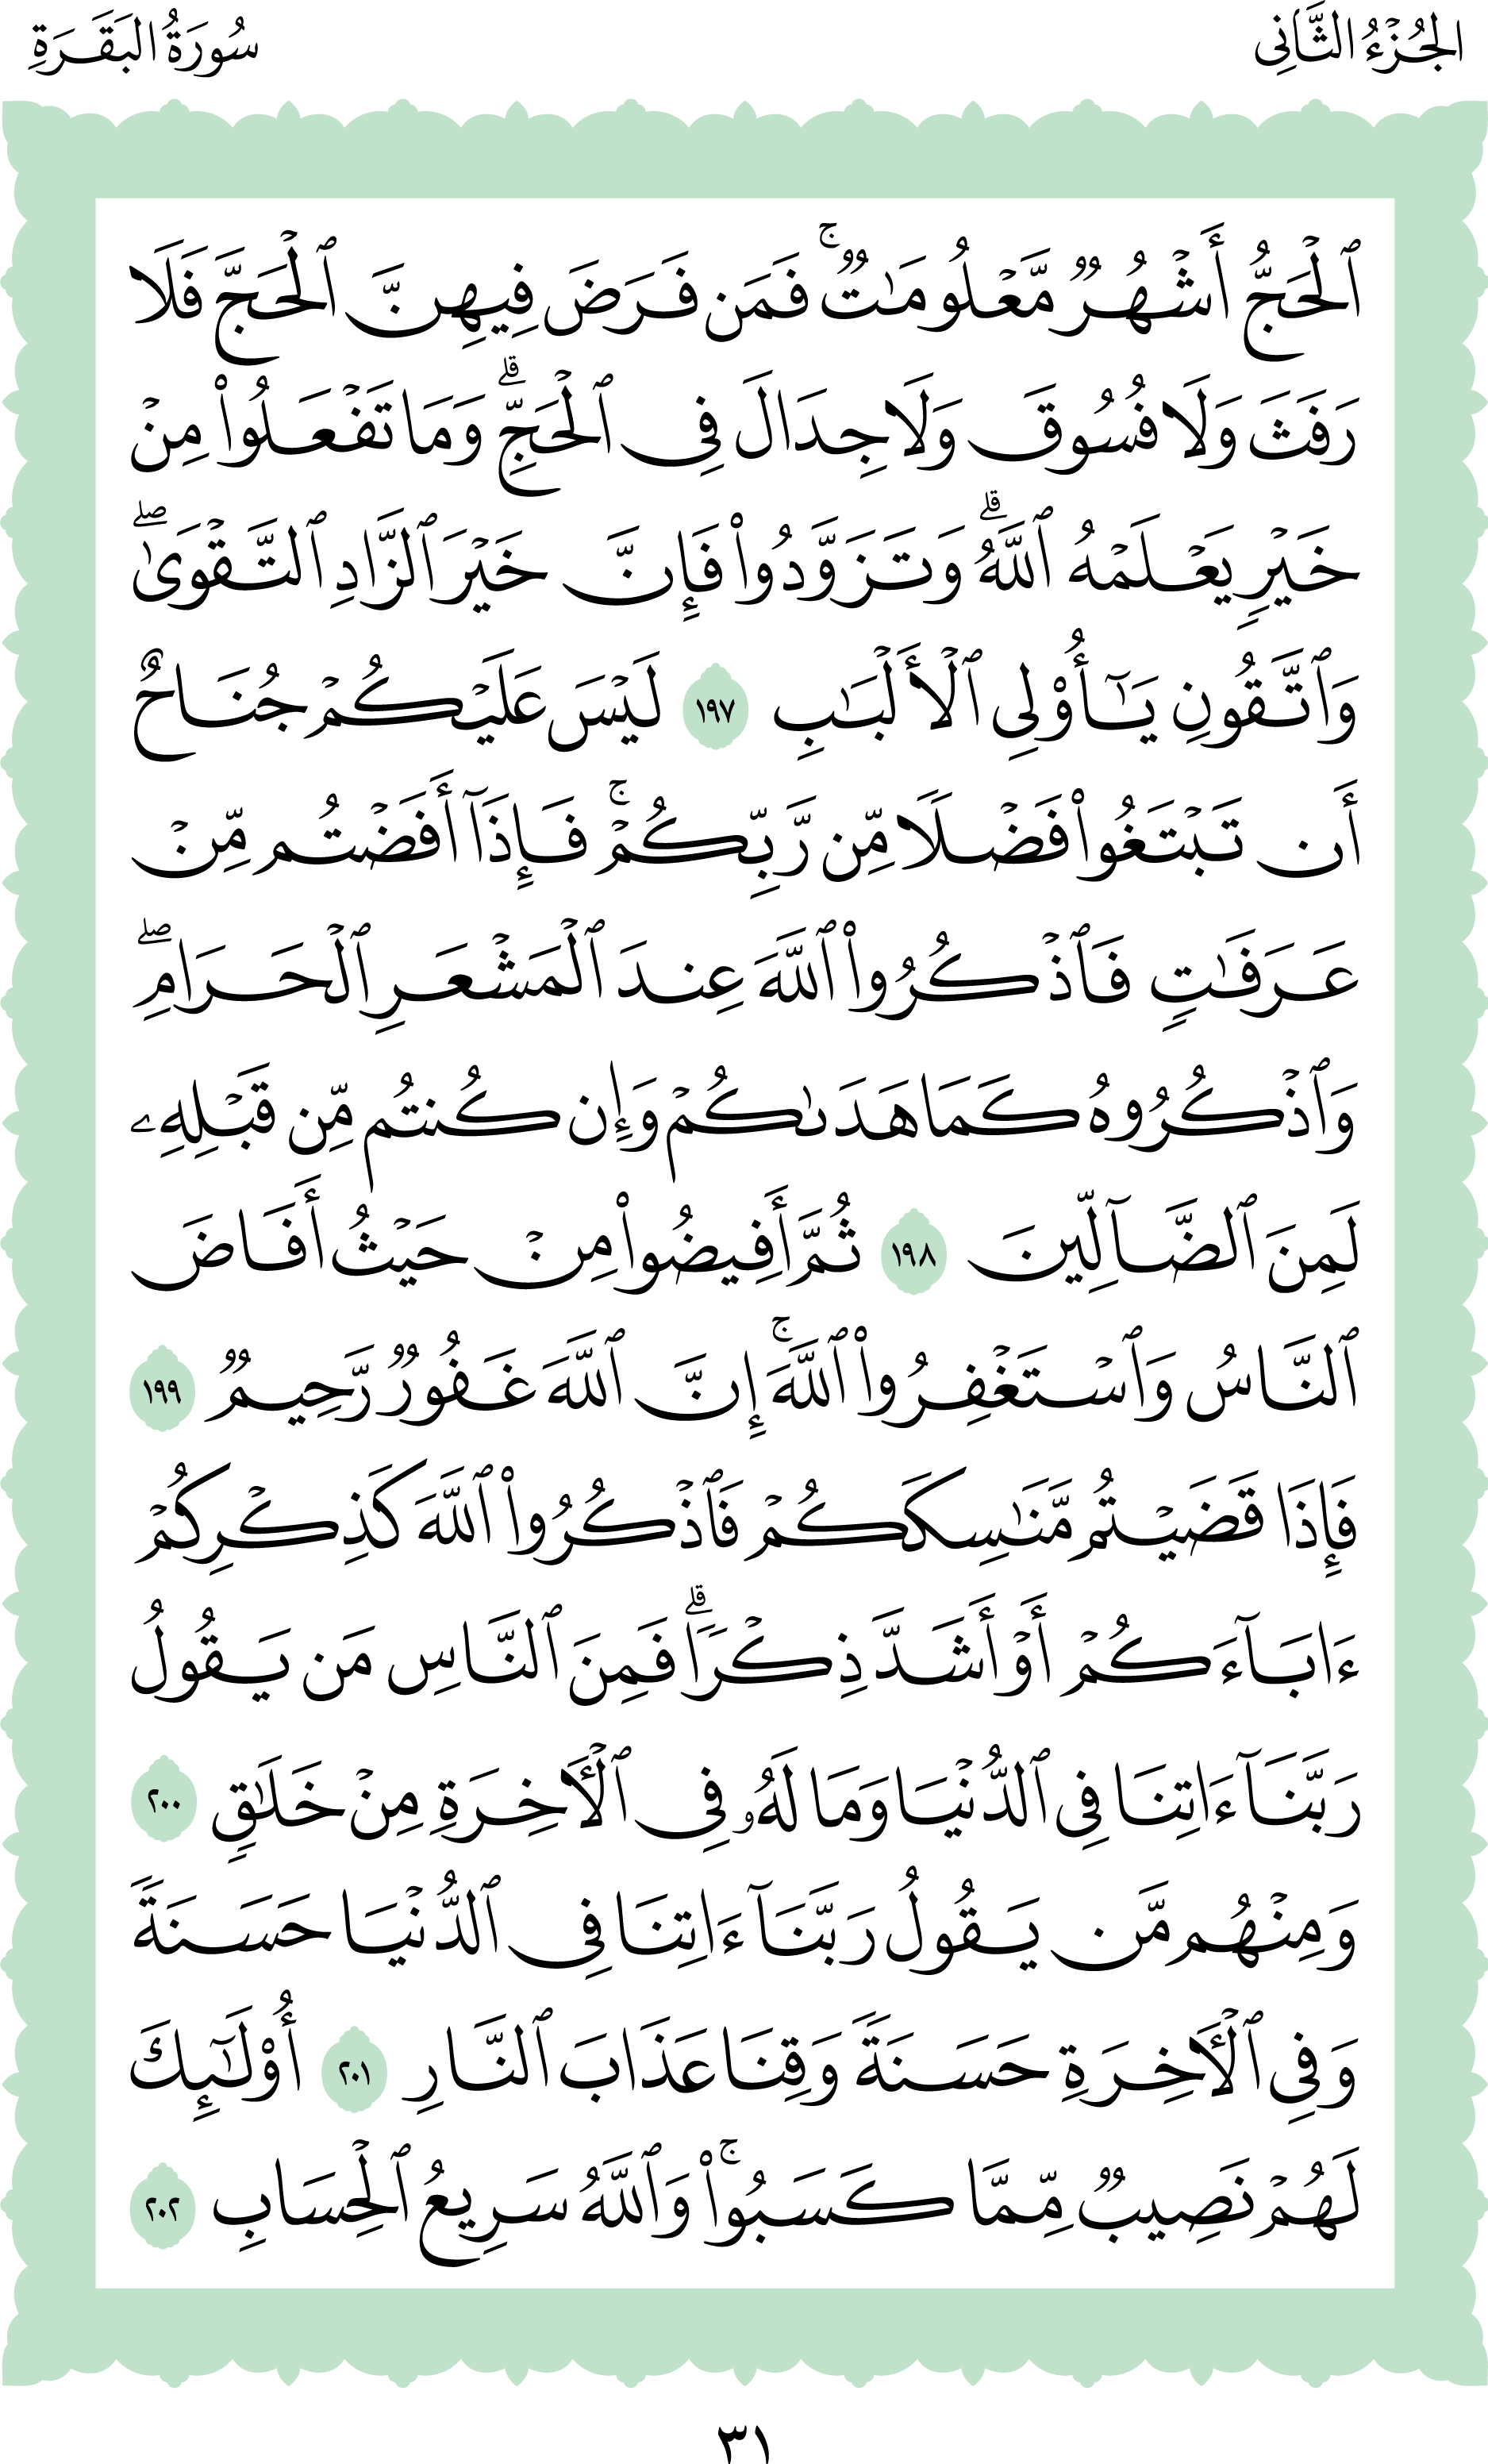 الجُزْءُ الثَّانِي
سُورَةُ البَقَرَةِ
ٱلْحَجُّ أَشْهُرٌ مَّعْلُومَٰتٌ ۚ فَمَن فَرَضَ فِيهِنَّ ٱلْحَجَّ فَلَا
رَفَثَ وَلَا فُسُوقَ وَلَا جِدَالَ فِى ٱلْحَجِّ ۗ وَمَا تَفْعَلُوا۟ مِنْ
خَيْرٍ يَعْلَمْهُ ٱللَّهُ ۗ وَتَزَوَّدُوا۟ فَإِنَّ خَيْرَ ٱلزَّادِ ٱلتَّقْوَىٰ ۖ
وَٱتَّقُونِ يَٰٓأُو۟لِى ٱلْأَلْبَٰبِ ١٩٧ لَيْسَ عَلَيْكُمْ جُنَاحٌ
أَن تَبْتَغُوا۟ فَضْلًا مِّن رَّبِّكُمْ ۚ فَإِذَآ أَفَضْتُم مِّنْ
عَرَفَٰتٍ فَٱذْكُرُوا۟ ٱللَّهَ عِندَ ٱلْمَشْعَرِ ٱلْحَرَامِ ۖ
وَٱذْكُرُوهُ كَمَا هَدَىٰكُمْ وَإِن كُنتُم مِّن قَبْلِهِۦ
لَمِنَ ٱلضَّآلِّينَ ١٩٨ ثُمَّ أَفِيضُوا۟ مِنْ حَيْثُ أَفَاضَ
ٱلنَّاسُ وَٱسْتَغْفِرُوا۟ ٱللَّهَ ۚ إِنَّ ٱللَّهَ غَفُورٌ رَّحِيمٌ ١٩٩
فَإِذَا قَضَيْتُم مَّنَٰسِكَكُمْ فَٱذْكُرُوا۟ ٱللَّهَ كَذِكْرِكُمْ
ءَابَآءَكُمْ أَوْ أَشَدَّ ذِكْرًا ۗ فَمِنَ ٱلنَّاسِ مَن يَقُولُ
رَبَّنَآ ءَاتِنَا فِى ٱلدُّنْيَا وَمَا لَهُۥ فِى ٱلْأَخِرَةِ مِنْ خَلَٰقٍ ٢٠٠
وَمِنْهُم مَّن يَقُولُ رَبَّنَآ ءَاتِنَا فِى ٱلدُّنْيَا حَسَنَةً
وَفِى ٱلْأَخِرَةِ حَسَنَةً وَقِنَا عَذَابَ ٱلنَّارِ ٢٠١ أُو۟لَٰٓئِكَ
لَهُمْ نَصِيبٌ مِّمَّا كَسَبُوا۟ ۚ وَٱللَّهُ سَرِيعُ ٱلْحِسَابِ ٢٠٢
٣١